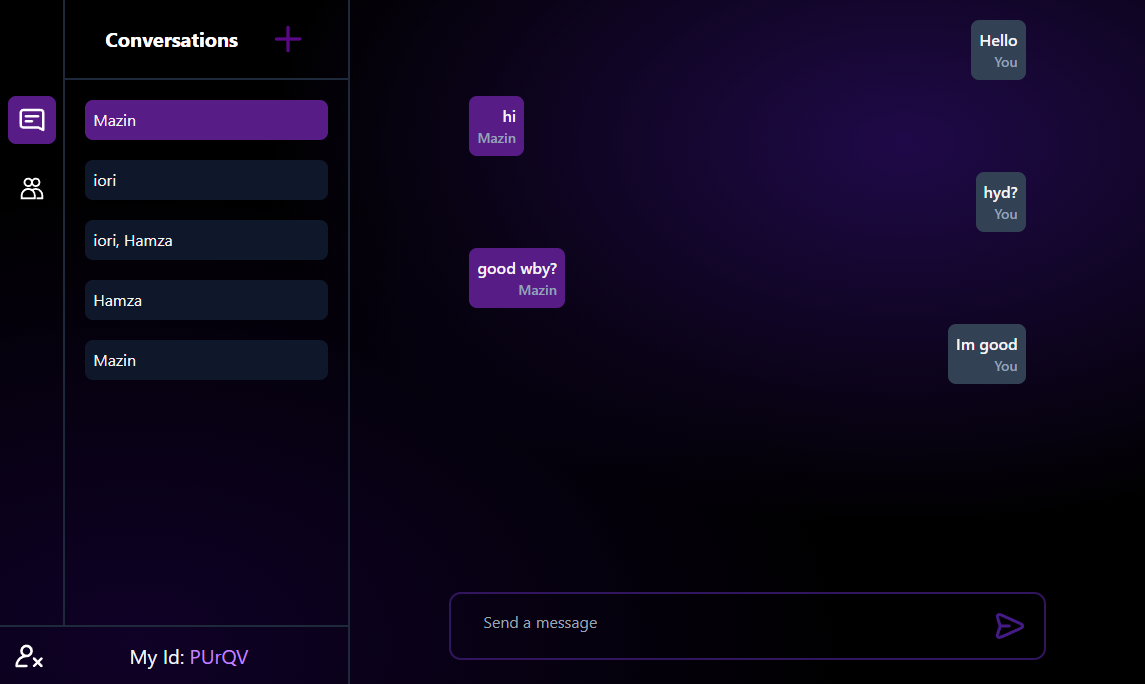 Conversations
Mazin
iori
iori, Hamza
Hamza
Mazin
My Id: PUrQV
Hello
You
hi
Mazin
hyd?
You
good wby?
Mazin
Im good
You
Send a message